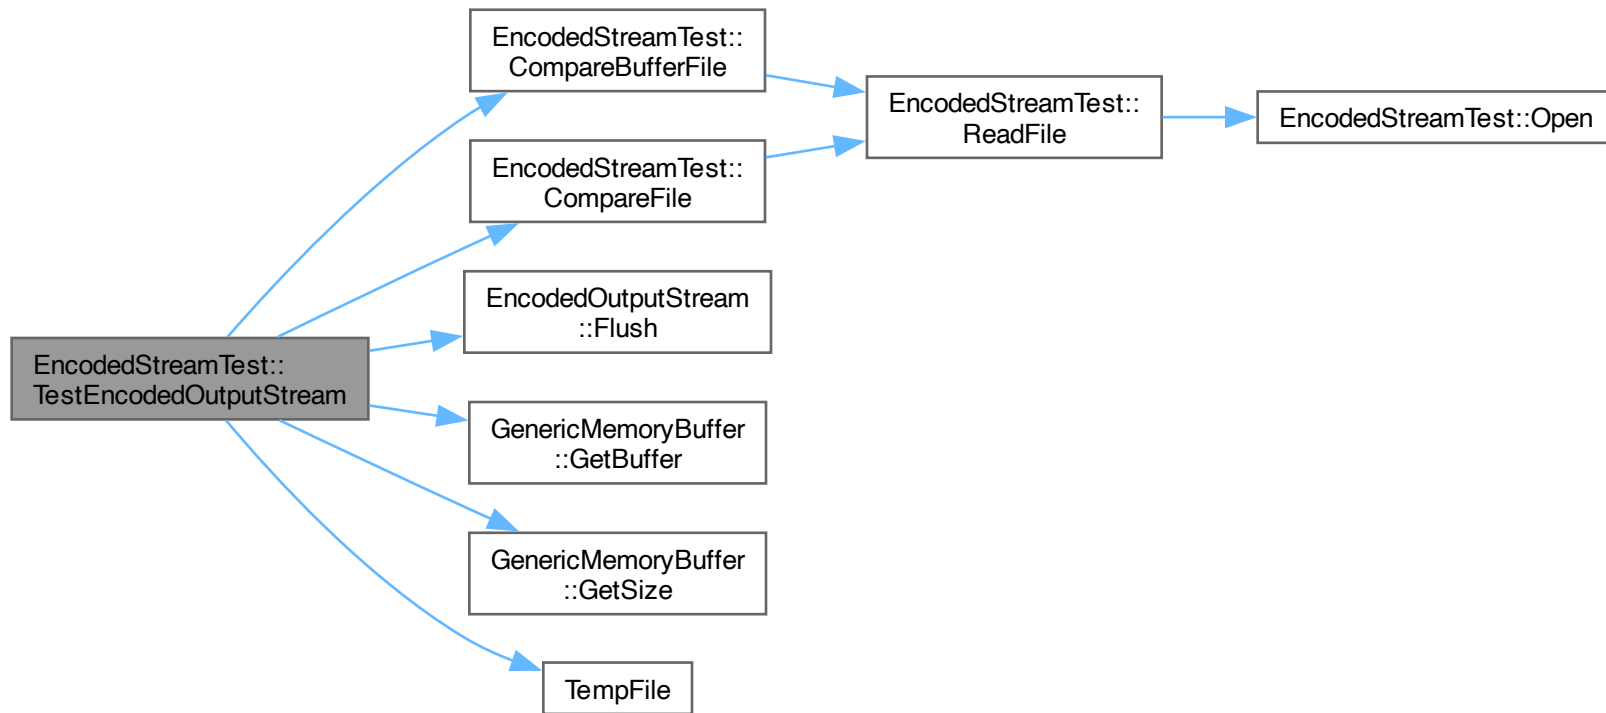 EncodedStreamTest::
CompareBufferFile
EncodedStreamTest::
CompareFile
EncodedOutputStream
::Flush
EncodedStreamTest::
TestEncodedOutputStream
GenericMemoryBuffer
::GetBuffer
GenericMemoryBuffer
::GetSize
TempFile
EncodedStreamTest::
ReadFile
EncodedStreamTest::Open